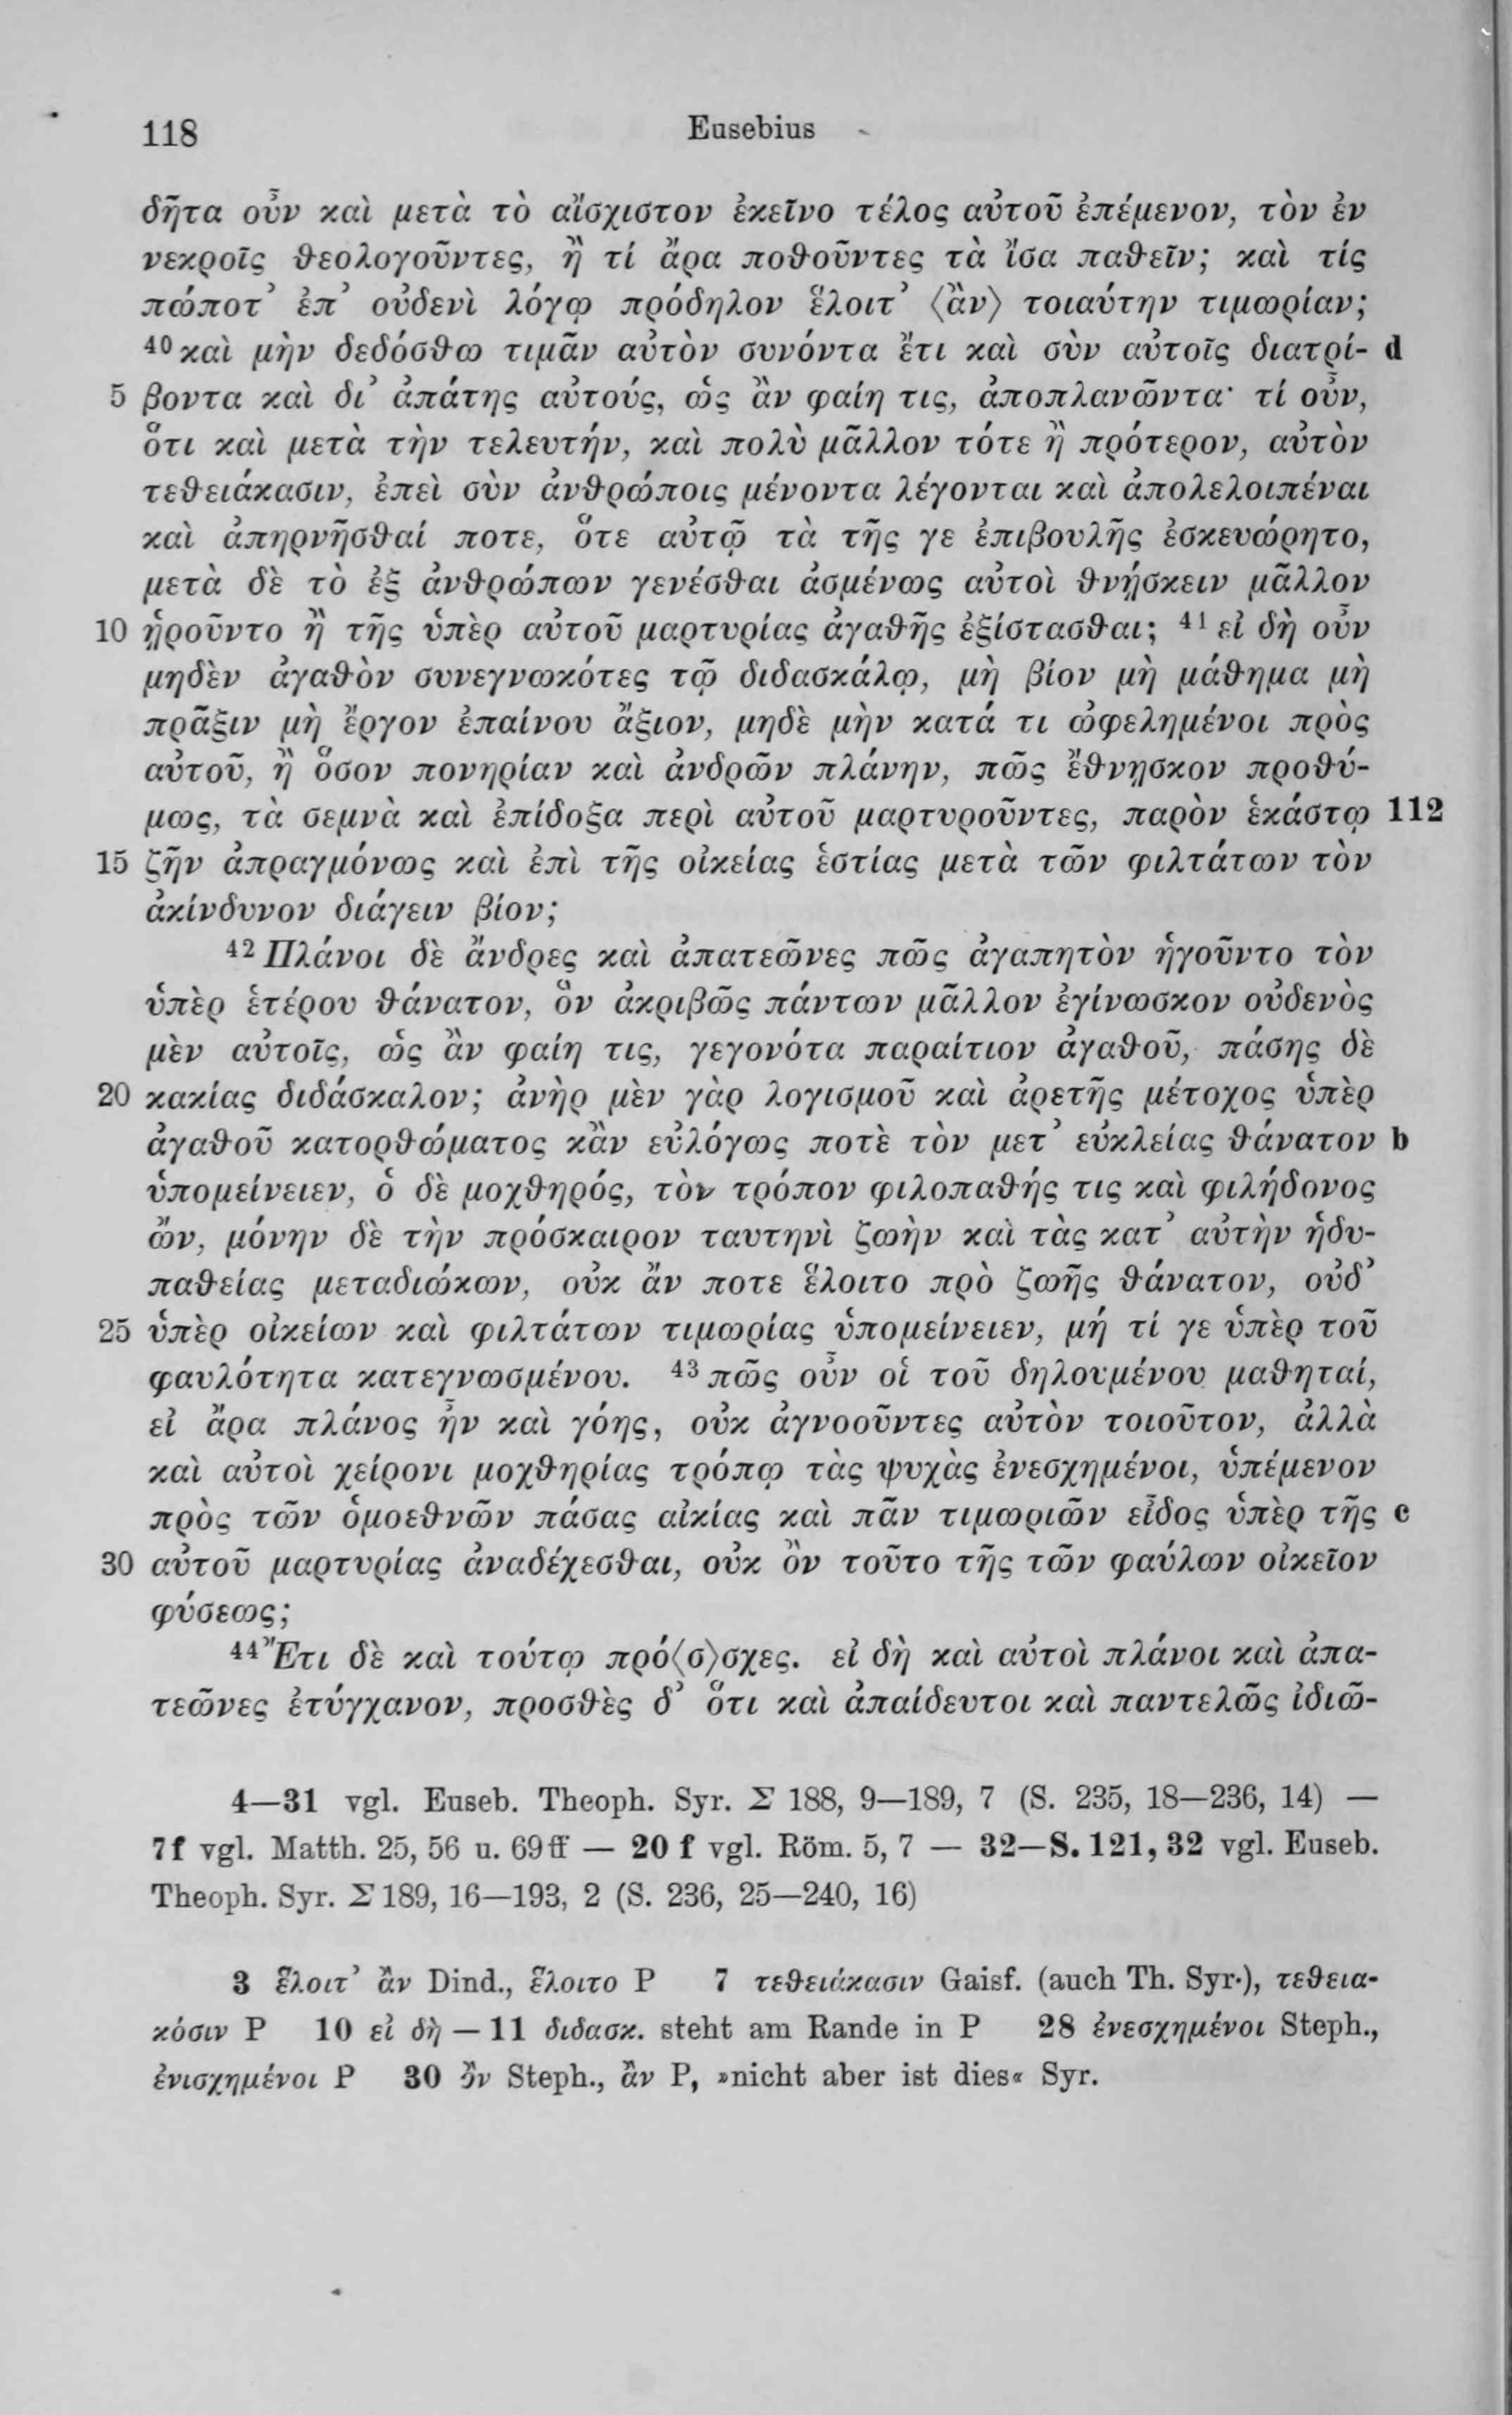 118 Eusebius
δῆτα οὖν καὶ μετὰ τὸ αἴσχιστον ἐκεῖνο τέλος αὐτοῦ ἐπέμενον, τὸν ἐν
νεκροῖς θεολογοῦντες, ἢ τί ἄρα ποθοῦντες τὰ ἴσα παθεῖν; καὶ τίς
πώποτ’ ἐπ’ οὐδενὶ λόγῳ πρόδηλον ἕλοιτ’ ⟨ἂν⟩ τοιαύτην τιμωρίαν;
40 καὶ μὴν δεδόσθω τιμᾶν αὐτὸν συνόντα ἔτι καὶ σὺν αὐτοῖς διατρί- d
5 βοντα καὶ δι’ ἀπάτης αὐτούς, ὡς ἂν φαίη τις, ἀποπλανῶντα· τί οὖν,
ὅτι καὶ μετὰ τὴν τελευτήν, καὶ πολὺ μᾶλλον τότε ἢ πρότερον, αὐτὸν
τεθειάκασιν, ἐπεὶ σὺν ἀνθρώποις μένοντα λέγονται καὶ ἀπολελοιπέναι
καὶ ἀπηρνῆσθαί ποτε, ὅτε αὐτῷ τὰ τῆς γε ἐπιβουλῆς ἐσκευώρητο,
μετὰ δὲ τὸ ἐξ ἀνθρώπων γενέσθαι ἀσμένως αὐτοὶ θνῄσκειν μᾶλλον
10 ᾑροῦντο ἢ τῆς ὑπὲρ αὐτοῦ μαρτυρίας ἀγαθῆς ἐξίστασθαι; 41 εἰ δὴ οὖν
μηδὲν ἀγαθὸν συνεγνωκότες τῷ διδασκάλῳ, μὴ βίον μὴ μάθημα μὴ
πρᾶξιν μὴ ἔργον ἐπαίνου ἄξιον, μηδὲ μὴν κατά τι ὠφελημένοι πρὸς
αὐτοῦ, ἢ ὅσον πονηρίαν καὶ ἀνδρῶν πλάνην, πῶς ἔθνῃσκον προθύ-
μως, τὰ σεμνὰ καὶ ἐπίδοξα περὶ αὐτοῦ μαρτυροῦντες, παρὸν ἑκάστῳ 112
15 ζῆν ἀπραγμόνως καὶ ἐπὶ τῆς οἰκείας ἑστίας μετὰ τῶν φιλτάτων τὸν
ἀκίνδυνον διάγειν βίον;
42 Πλάνοι δὲ ἄνδρες καὶ ἀπατεῶνες πῶς ἀγαπητὸν ἡγοῦντο τὸν
ὑπὲρ ἑτέρου θάνατον, ὃν ἀκριβῶς πάντων μᾶλλον ἐγίνωσκον οὐδενὸς
μὲν αὐτοῖς, ὡς ἂν φαίη τις, γεγονότα παραίτιον ἀγαθοῦ, πάσης δὲ
20 κακίας διδάσκαλον; ἀνὴρ μὲν γὰρ λογισμοῦ καὶ ἀρετῆς μέτοχος ὑπὲρ
ἀγαθοῦ κατορθώματος κἂν εὐλόγως ποτὲ τὸν μετ’ εὐκλείας θάνατον b
ὑπομείνειεν, ὁ δὲ μοχθηρός, τὸν τρόπον φιλοπαθής τις καὶ φιλήδονος
ὤν, μόνην δὲ τὴν πρόσκαιρον ταυτηνὶ ζωὴν καὶ τὰς κατ’ αὐτὴν ἡδυ-
παθείας μεταδιώκων, οὐκ ἄν ποτε ἕλοιτο πρὸ ζωῆς θάνατον, οὐδ’
25 ὑπὲρ οἰκείων καὶ φιλτάτων τιμωρίας ὑπομείνειεν, μή τί γε ὑπὲρ τοῦ
φαυλότητα κατεγνωσμένου. 43 πῶς οὖν οἱ τοῦ δηλουμένου μαθηταί,
εἰ ἄρα πλάνος ἦν καὶ γόης, οὐκ ἀγνοοῦντες αὐτὸν τοιοῦτον, ἀλλὰ
καὶ αὐτοὶ χείρονι μοχθηρίας τρόπῳ τὰς ψυχὰς ἐνεσχημένοι, ὑπέμενον
πρὸς τῶν ὁμοεθνῶν πάσας αἰκίας καὶ πᾶν τιμωριῶν εἶδος ὑπὲρ τῆς c
30 αὐτοῦ μαρτυρίας ἀναδέχεσθαι, οὐκ ὂν τοῦτο τῆς τῶν φαύλων οἰκεῖον
φύσεως;
44 Ἔτι δὲ καὶ τούτῳ πρό⟨σ⟩σχες. εἰ δὴ καὶ αὐτοὶ πλάνοι καὶ ἀπα-
τεῶνες ἐτύγχανον, προσθὲς δ’ ὅτι καὶ ἀπαίδευτοι καὶ παντελῶς ἰδιῶ-
4—31 vgl. Euseb. Theoph. Syr. Σ 188, 9—189, 7 (S. 235, 18—236, 14) —
7f vgl. Matth. 25, 56 u. 69ff — 20 f vgl. Röm. 5, 7 — 32—S. 121, 32 vgl. Euseb.
Theoph. Syr. Σ 189, 16—193, 2 (S. 236, 25—240, 16)
3 ἕλοιτ’ ἂν Dind., ἕλοιτο P 7 τεθειάκασιν Gaisf. (auch Th. Syr.), τεθεια-
κόσιν P 10 εἰ δὴ — 11 διδασκ. steht am Rande in P 28 ἐνεσχημένοι Steph.,
ἐνισχημένοι P 30 ὂν Steph., ἂν P, »nicht aber ist dies« Syr.